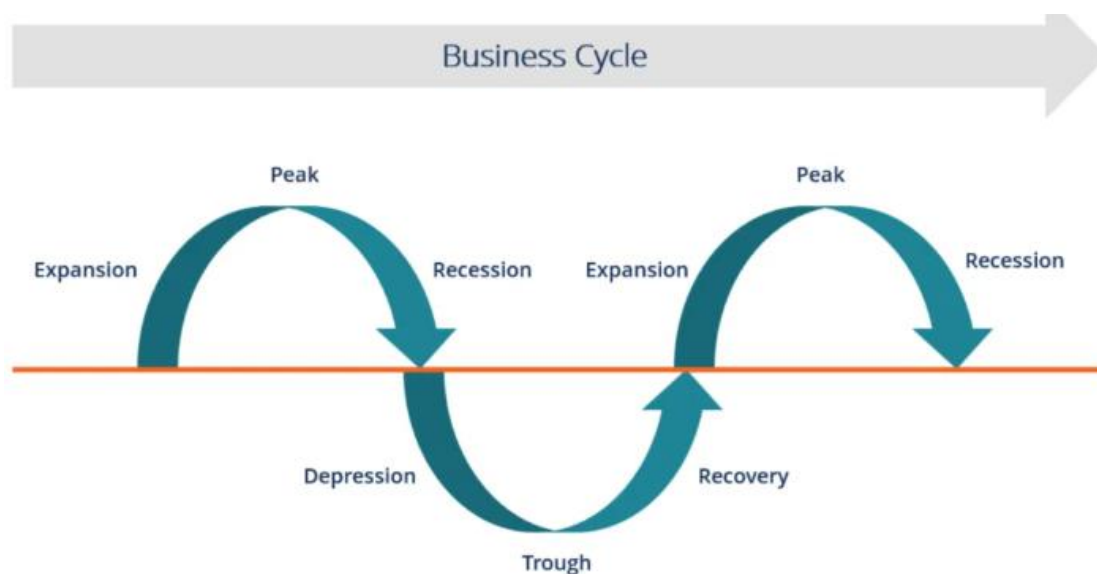 Business Cycle
Peak
Peak
Expansion
Recession
Expansion
Recession
Depression
Recovery
Trough